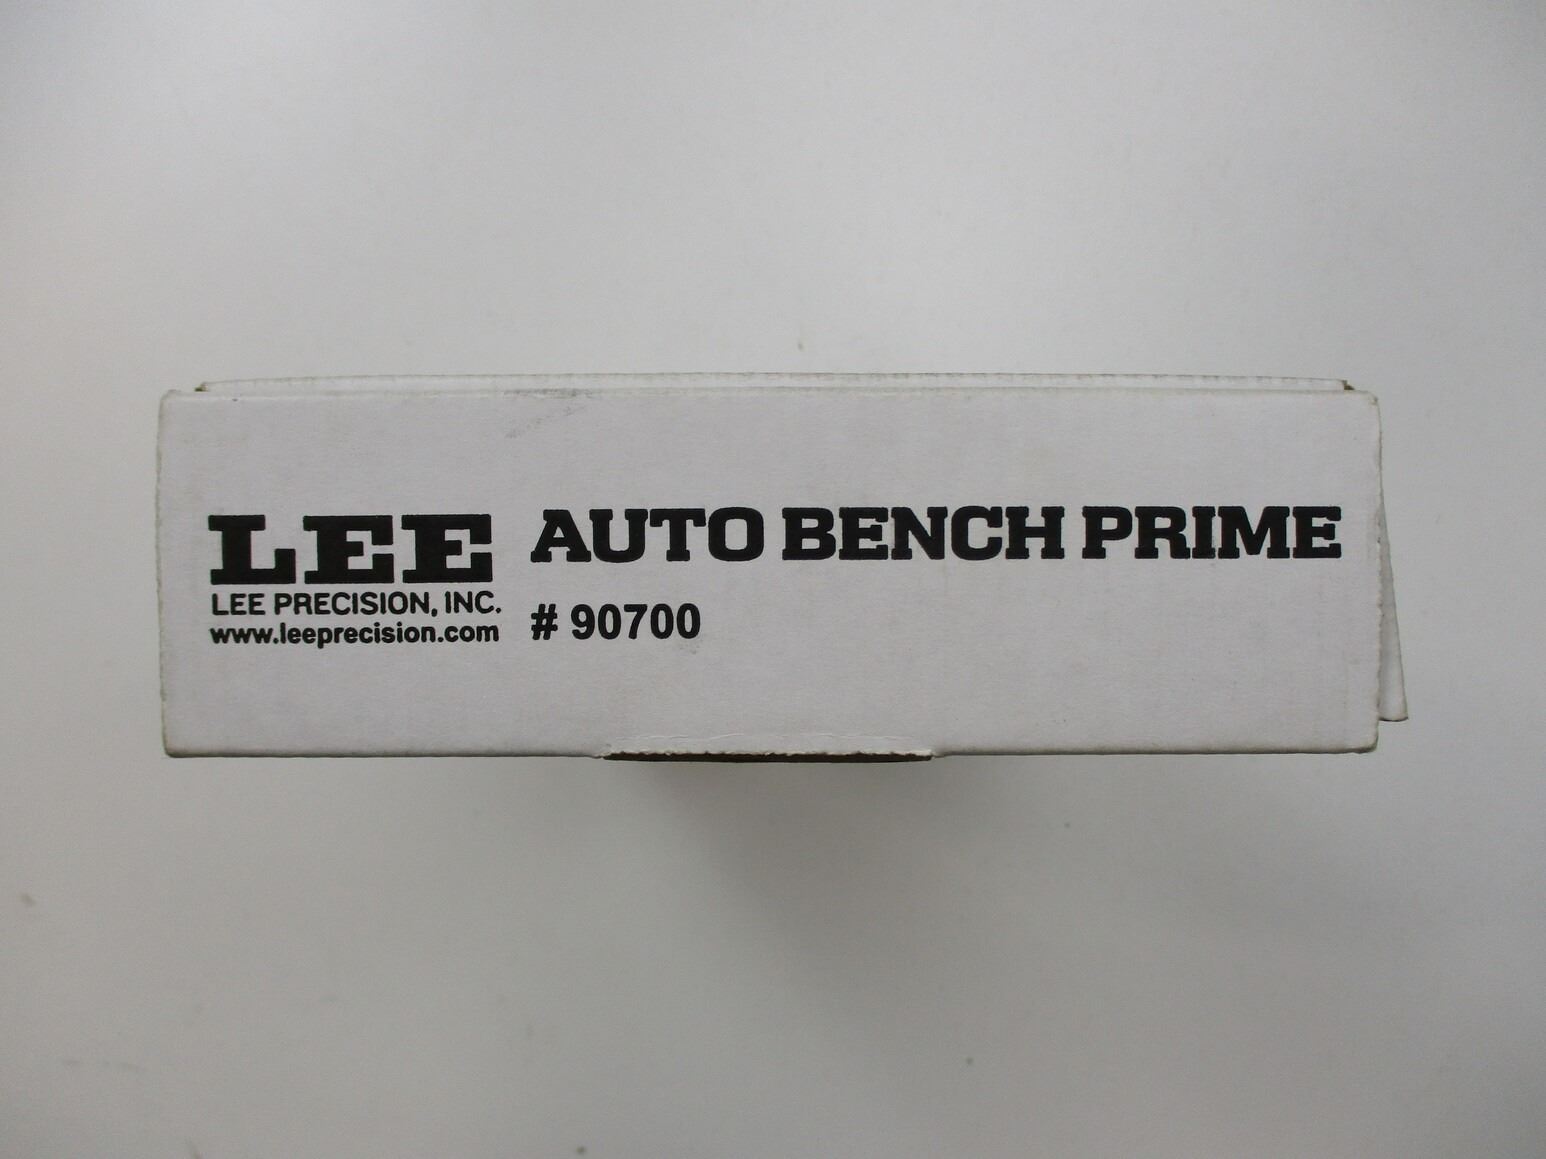 LEE
LEE PRECISION, INC.
www.leeprecision.com
AUTO BENCH PRIME
# 90700